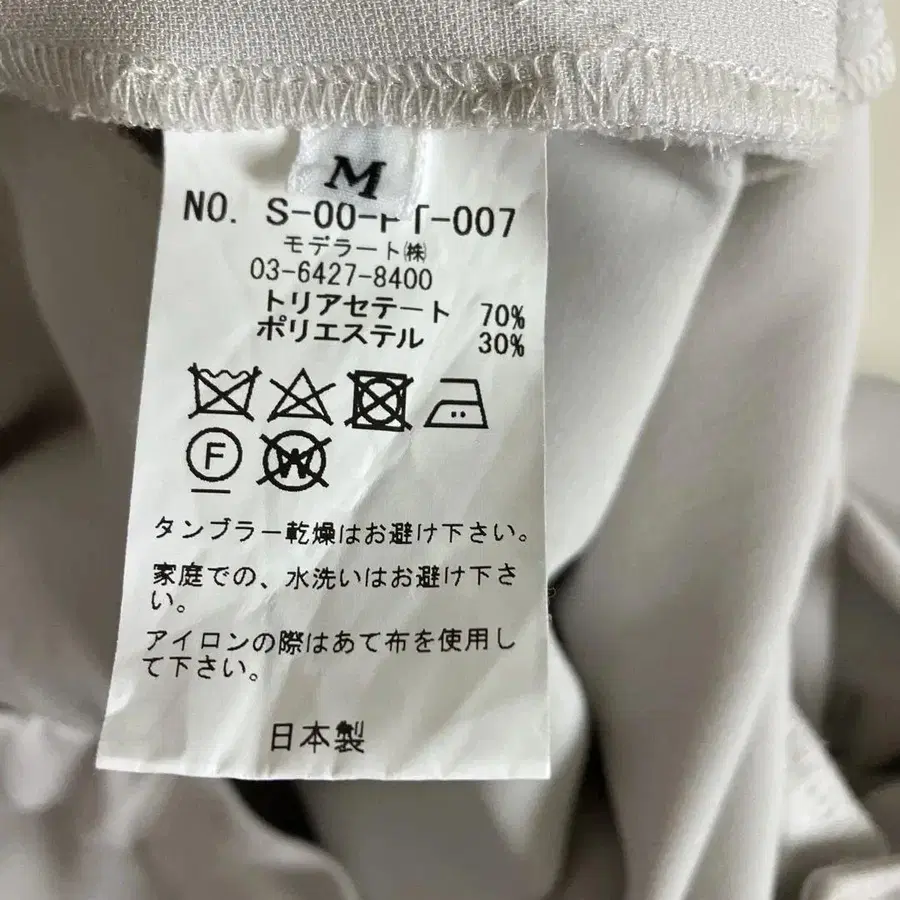 M
NO. S-00-PT-007
モデラート㈱
03-6427-8400
トリアセテート 70%
ポリエステル 30%
F W
タンブラー乾燥はお避け下さい。
家庭での、水洗いはお避け下さ
い。
アイロンの際はあて布を使用し
て下さい。
日本製